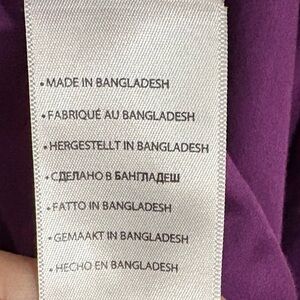 • MADE IN BANGLADESH
• FABRIQUÉ AU BANGLADESH
• HERGESTELLT IN BANGLADESH
• СДЕЛАНО В БАНГЛАДЕШ
• FATTO IN BANGLADESH
• GEMAAKT IN BANGLADESH
• HECHO EN BANGLADESH